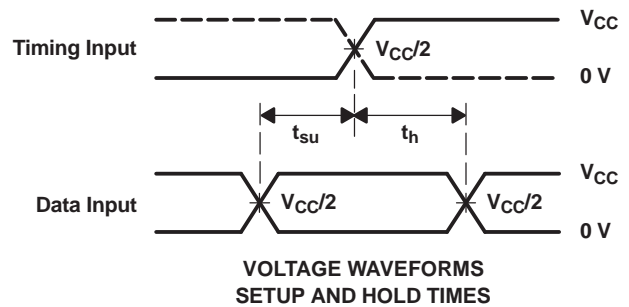 VCC
Timing Input
VCC/2
0 V
tsu
th
VCC
Data Input
VCC/2
VCC/2
0 V
VOLTAGE WAVEFORMS
SETUP AND HOLD TIMES